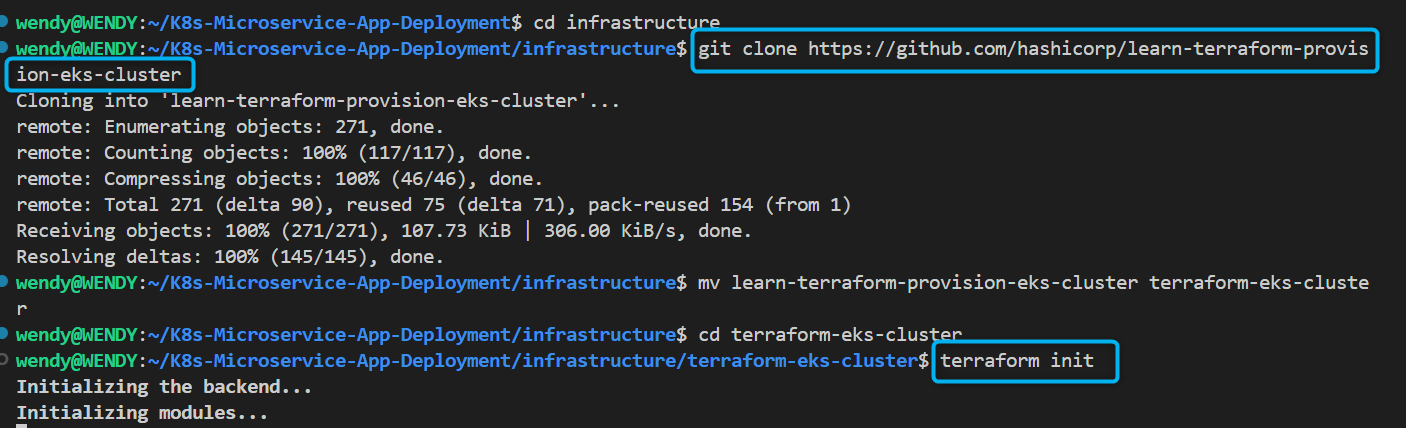 wendy@WENDY:~/K8s-Microservice-App-Deployment$ cd infrastructure
wendy@WENDY:~/K8s-Microservice-App-Deployment/infrastructure$ git clone https://github.com/hashicorp/learn-terraform-provis
ion-eks-cluster
Cloning into 'learn-terraform-provision-eks-cluster'...
remote: Enumerating objects: 271, done.
remote: Counting objects: 100% (117/117), done.
remote: Compressing objects: 100% (46/46), done.
remote: Total 271 (delta 90), reused 75 (delta 71), pack-reused 154 (from 1)
Receiving objects: 100% (271/271), 107.73 KiB | 306.00 KiB/s, done.
Resolving deltas: 100% (145/145), done.
wendy@WENDY:~/K8s-Microservice-App-Deployment/infrastructure$ mv learn-terraform-provision-eks-cluster terraform-eks-cluste
r
wendy@WENDY:~/K8s-Microservice-App-Deployment/infrastructure$ cd terraform-eks-cluster
wendy@WENDY:~/K8s-Microservice-App-Deployment/infrastructure/terraform-eks-cluster$ terraform init
Initializing the backend...
Initializing modules...